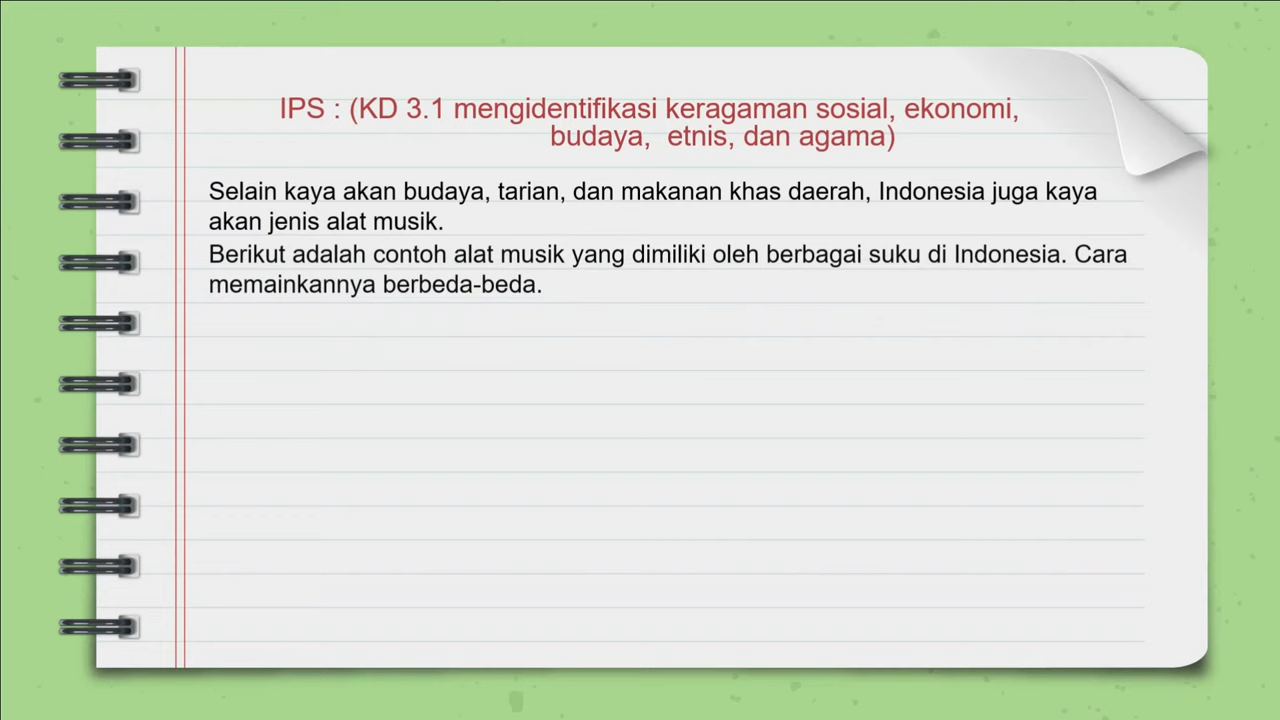 IPS : (KD 3.1 mengidentifikasi keragaman sosial, ekonomi,
budaya,  etnis, dan agama)
Selain kaya akan budaya, tarian, dan makanan khas daerah, Indonesia juga kaya
akan jenis alat musik.
Berikut adalah contoh alat musik yang dimiliki oleh berbagai suku di Indonesia. Cara
memainkannya berbeda-beda.